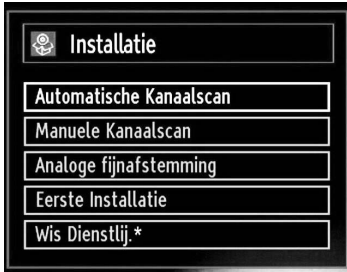 Installatie
Automatische Kanaalscan
Manuele Kanaalscan
Analoge fijnafstemming
Eerste Installatie
Wis Dienstlij.*